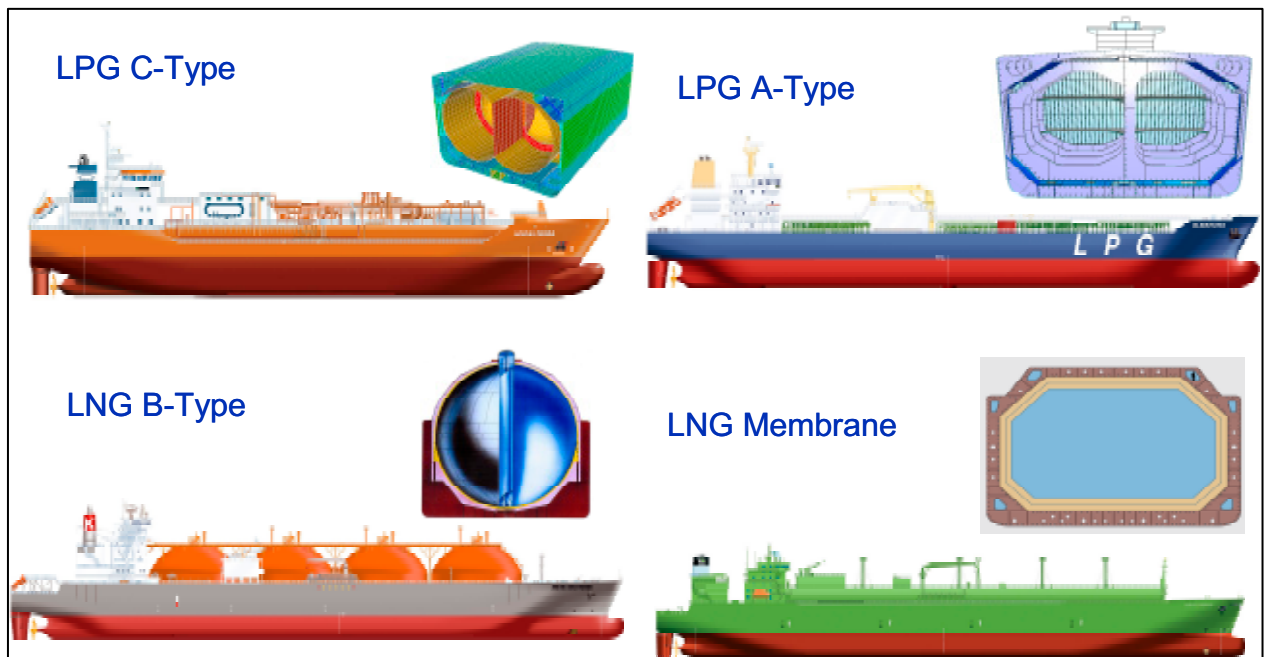 LPG C-Type
LPG A-Type
L P G
LNG B-Type
K
LNG Membrane